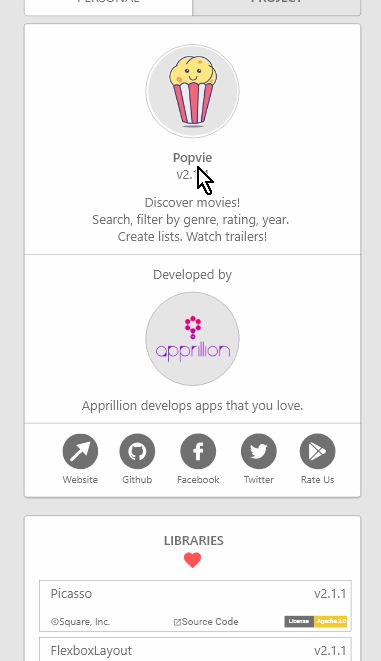 PERSONAL
PROJECT
Popvie
Discover movies!
Search, filter by genre, rating, year.
Create lists. Watch trailers!
Developed by
apprillion
Apprillion develops apps that you love.
Website Github Facebook Twitter Rate Us
LIBRARIES
Picasso v2.1.1
©Square, Inc. Source Code License Apache 2.0
FlexboxLayout v2.1.1